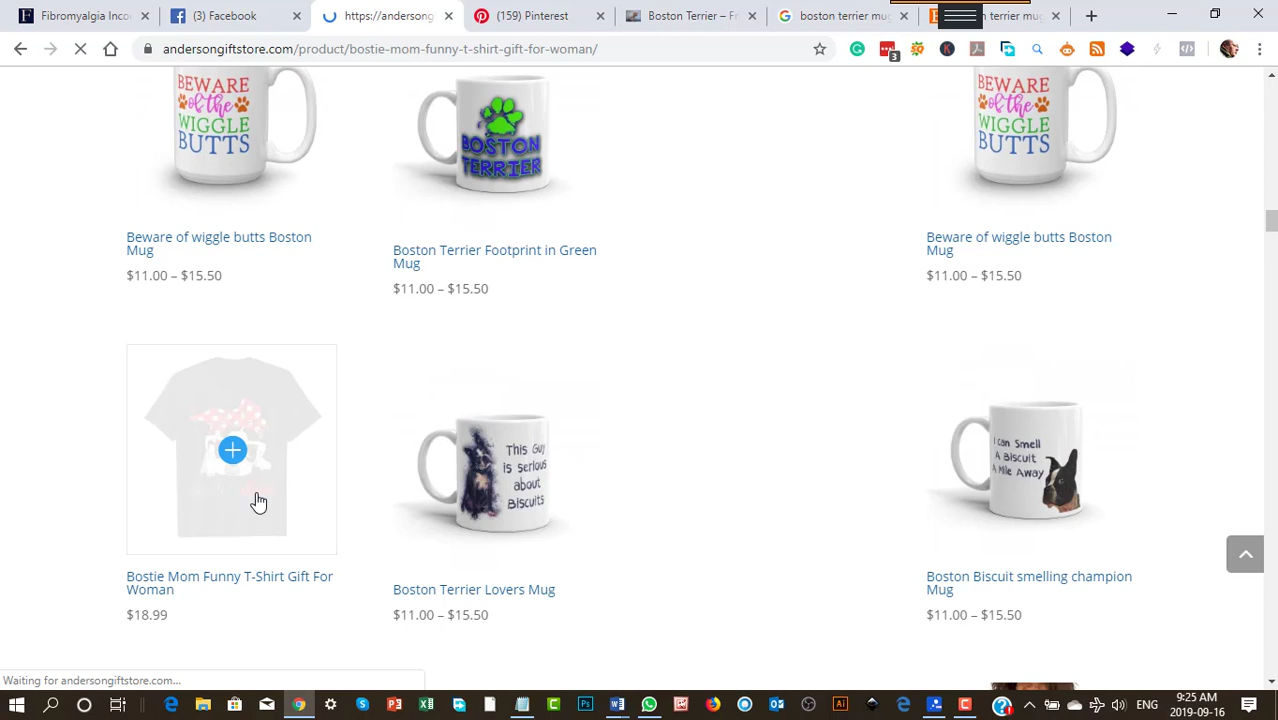 Fibromyalgia Inco
(3) Facebook
https://andersong
(159) Pinterest
Boston Terrier – Fr
boston terrier mug
n terrier mug
andersongiftstore.com/product/bostie-mom-funny-t-shirt-gift-for-woman/
3
BEWARE
of the
WIGGLE
BUTTS
BOSTON
TERRIER
BEWARE
of the
WIGGLE
BUTTS
Beware of wiggle butts Boston
Mug
$11.00 – $15.50
Boston Terrier Footprint in Green
Mug
$11.00 – $15.50
Beware of wiggle butts Boston
Mug
$11.00 – $15.50
This Guy
is serious
about
Biscuits
I can Smell
A Biscuit
A Mile Away
Bostie Mom Funny T-Shirt Gift For
Woman
$18.99
Boston Terrier Lovers Mug
$11.00 – $15.50
Boston Biscuit smelling champion
Mug
$11.00 – $15.50
Waiting for andersongiftstore.com...
9:25 AM
2019-09-16